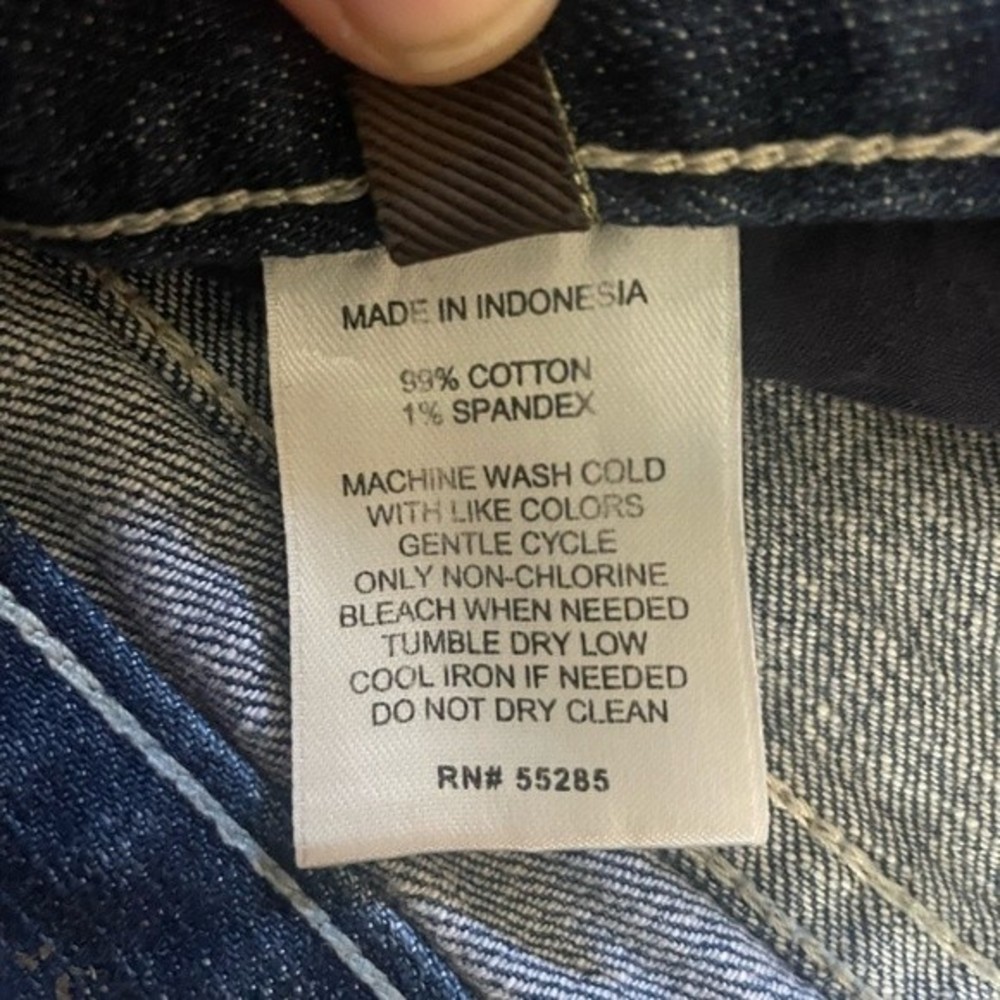 MADE IN INDONESIA
99% COTTON
1% SPANDEX
MACHINE WASH COLD
WITH LIKE COLORS
GENTLE CYCLE
ONLY NON-CHLORINE
BLEACH WHEN NEEDED
TUMBLE DRY LOW
COOL IRON IF NEEDED
DO NOT DRY CLEAN
RN# 55285